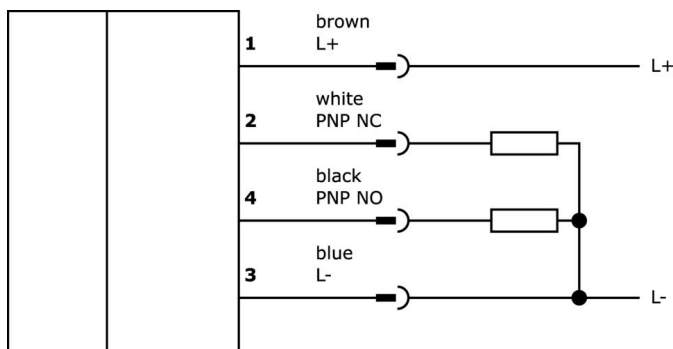 brown
1 L+
L+
white
2 PNP NC
black
4 PNP NO
blue
3 L-
L-